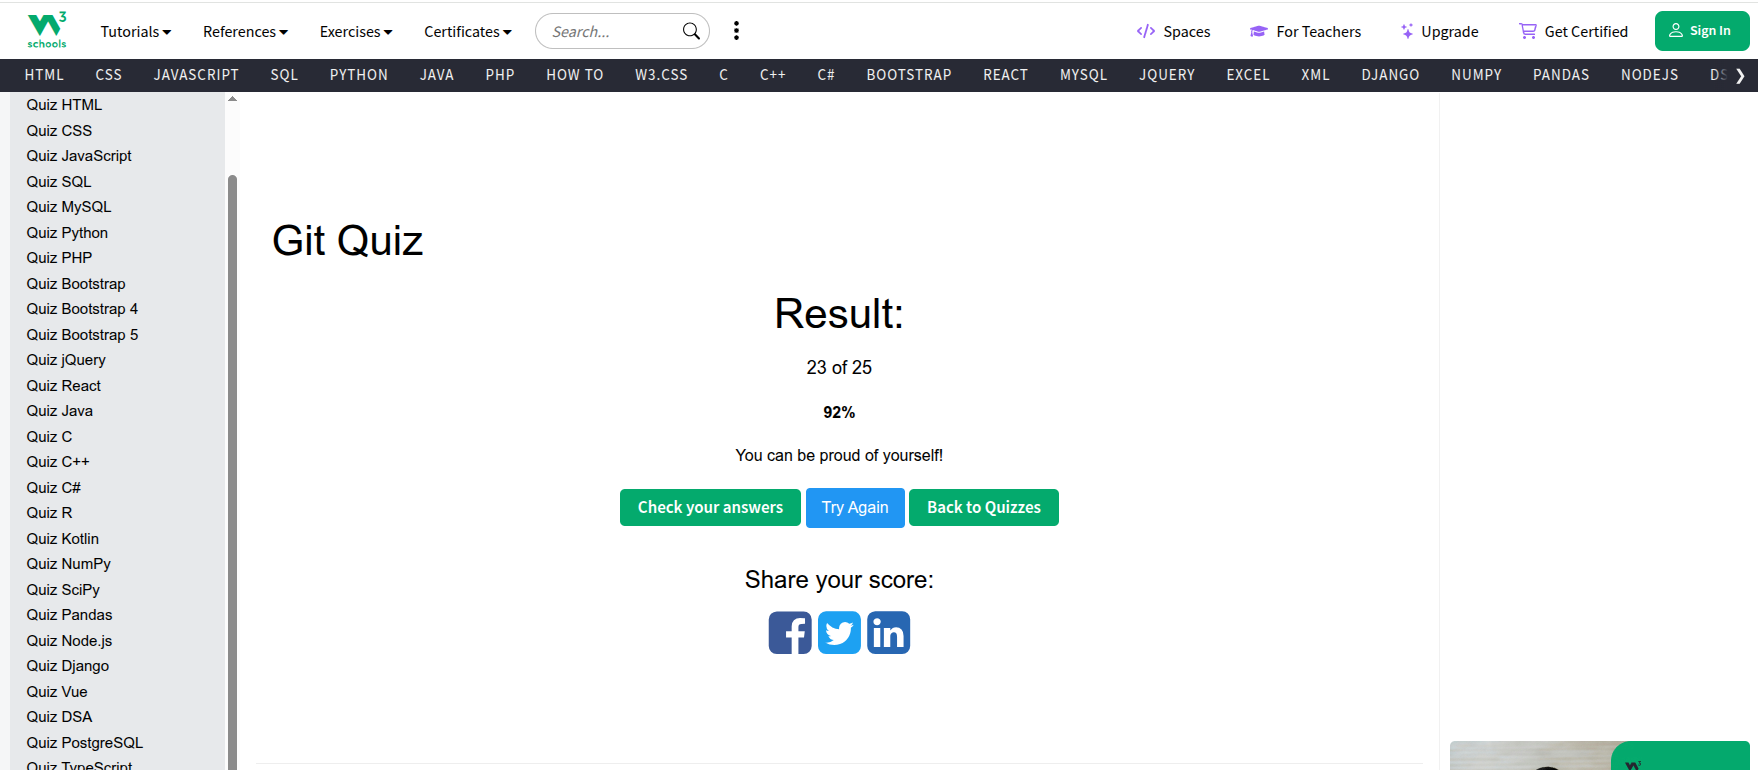 W3 schools
Tutorials References Exercises Certificates Search... Spaces For Teachers Upgrade Get Certified Sign In
HTML CSS JAVASCRIPT SQL PYTHON JAVA PHP HOW TO W3.CSS C C++ C# BOOTSTRAP REACT MYSQL JQUERY EXCEL XML DJANGO NUMPY PANDAS NODEJS DS
Quiz HTML
Quiz CSS
Quiz JavaScript
Quiz SQL
Quiz MySQL
Quiz Python
Quiz PHP
Quiz Bootstrap
Quiz Bootstrap 4
Quiz Bootstrap 5
Quiz jQuery
Quiz React
Quiz Java
Quiz C
Quiz C++
Quiz C#
Quiz R
Quiz Kotlin
Quiz NumPy
Quiz SciPy
Quiz Pandas
Quiz Node.js
Quiz Django
Quiz Vue
Quiz DSA
Quiz PostgreSQL
Quiz TypeScript
Git Quiz
Result:
23 of 25
92%
You can be proud of yourself!
Check your answers Try Again Back to Quizzes
Share your score:
W3